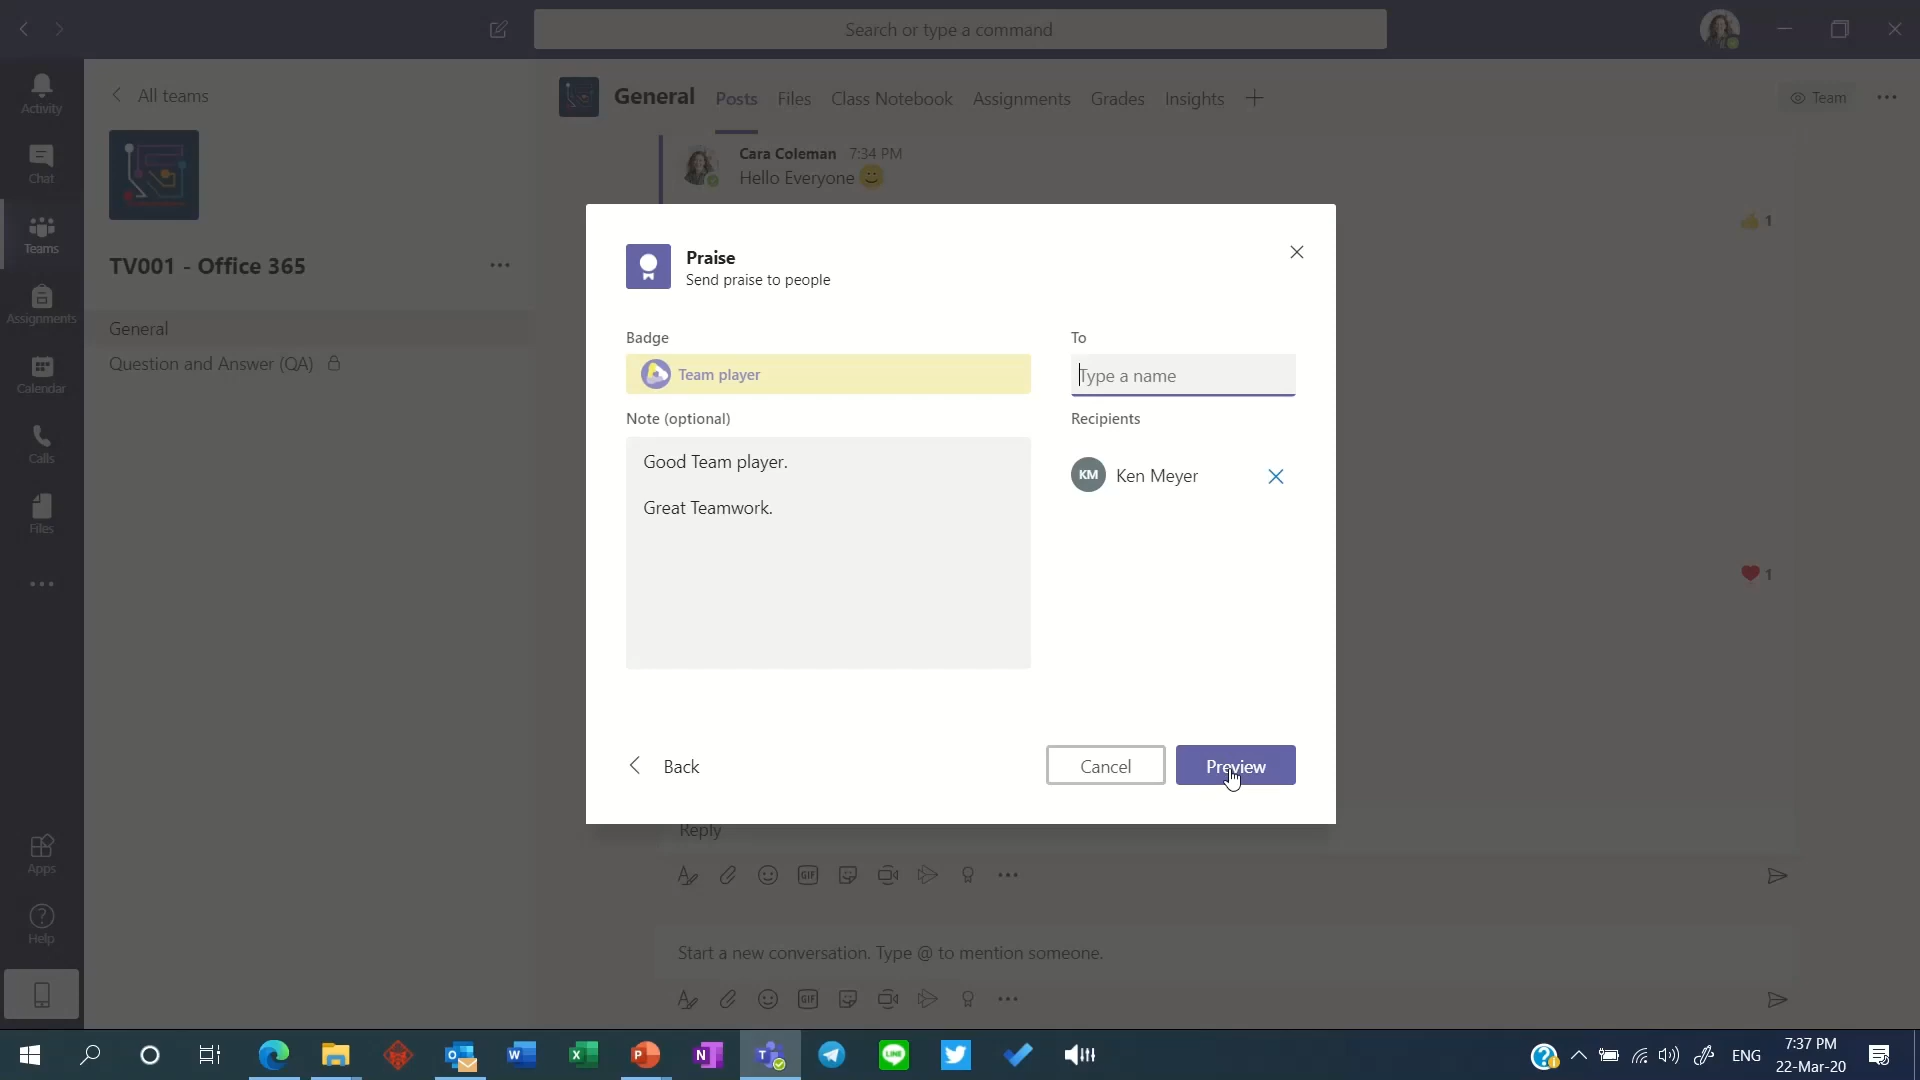 Search or type a command
Activity
Chat
Teams
Assignments
Calendar
Calls
Files
Apps
Help
All teams
TV001 - Office 365
General
Question and Answer (QA)
General
Posts
Files
Class Notebook
Assignments
Grades
Insights
Team
Cara Coleman 7:34 PM
Hello Everyone
1
1
Praise
Send praise to people
Badge
Team player
Note (optional)
Good Team player.
Great Teamwork.
To
Type a name
Recipients
KM Ken Meyer
Back
Cancel
Preview
Reply
GIF
Start a new conversation. Type @ to mention someone.
GIF
ENG
7:37 PM
22-Mar-20